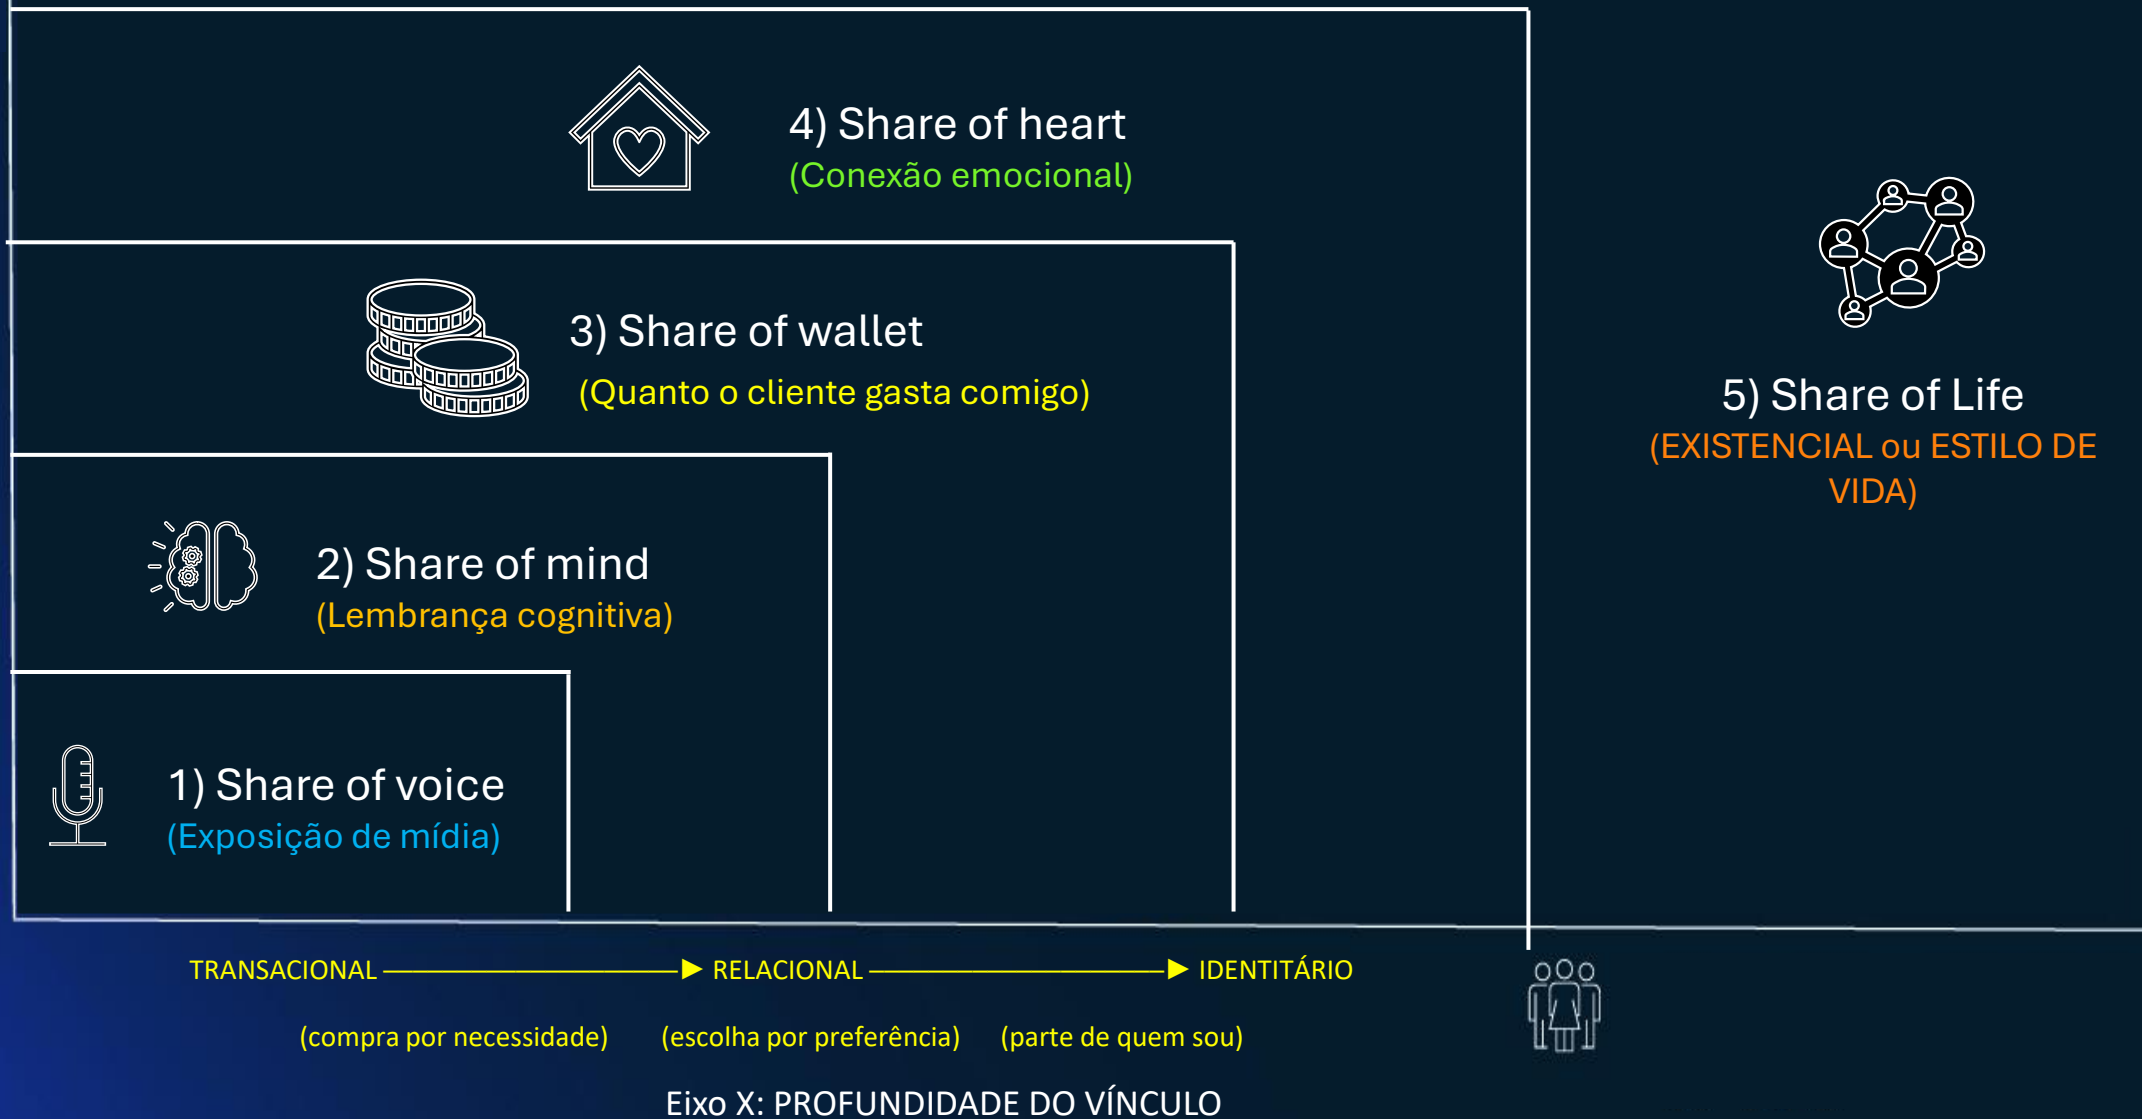 4) Share of heart
(Conexão emocional)
3) Share of wallet
(Quanto o cliente gasta comigo)
5) Share of Life
(EXISTENCIAL ou ESTILO DE
VIDA)
2) Share of mind
(Lembrança cognitiva)
1) Share of voice
(Exposição de mídia)
TRANSACIONAL ► RELACIONAL ► IDENTITÁRIO
(compra por necessidade) (escolha por preferência) (parte de quem sou)
Eixo X: PROFUNDIDADE DO VÍNCULO